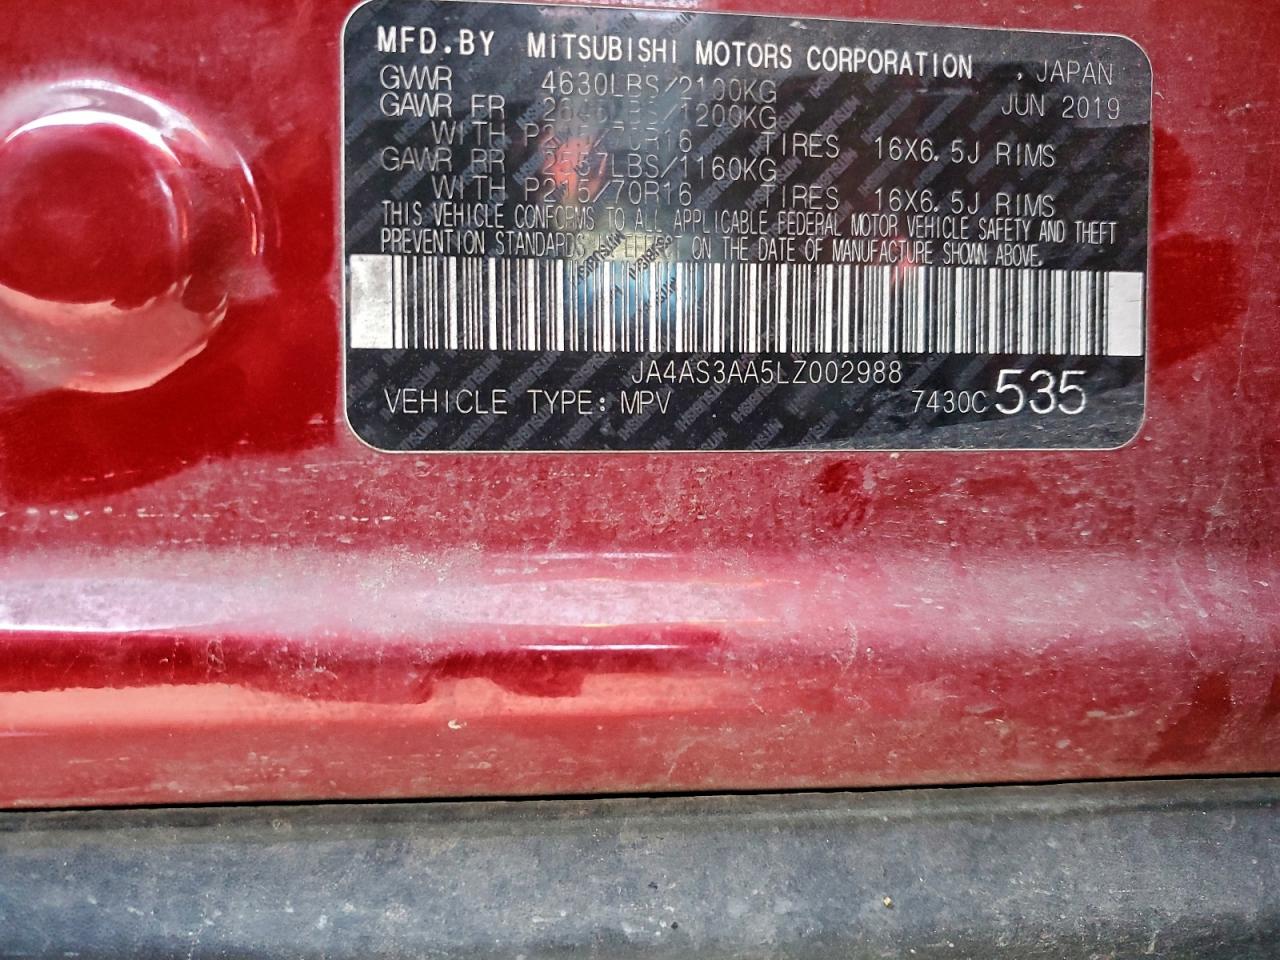 MFD.BY MITSUBISHI MOTORS CORPORATION , JAPAN
GVWR 4630LBS/2100KG JUN 2019
GAWR FR 2646LBS/1200KG
WITH P215/70R16 TIRES 16X6.5J RIMS
GAWR RR 2557LBS/1160KG
WITH P215/70R16 TIRES 16X6.5J RIMS
THIS VEHICLE CONFORMS TO ALL APPLICABLE FEDERAL MOTOR VEHICLE SAFETY AND THEFT
PREVENTION STANDARDS IN EFFECT ON THE DATE OF MANUFACTURE SHOWN ABOVE.
JA4AS3AA5LZ002988
VEHICLE TYPE: MPV 7430C 535